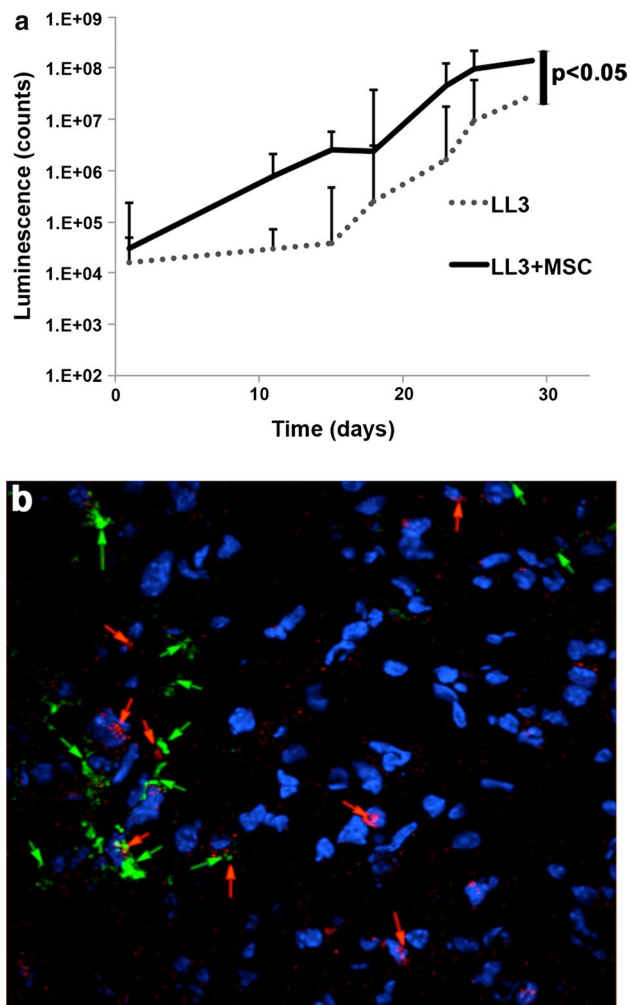 a
1.E+09
1.E+08
1.E+07
1.E+06
1.E+05
1.E+04
1.E+03
1.E+02
Luminescence (counts)
p<0.05
LL3
LL3+MSC
0 10 20 30
Time (days)
b